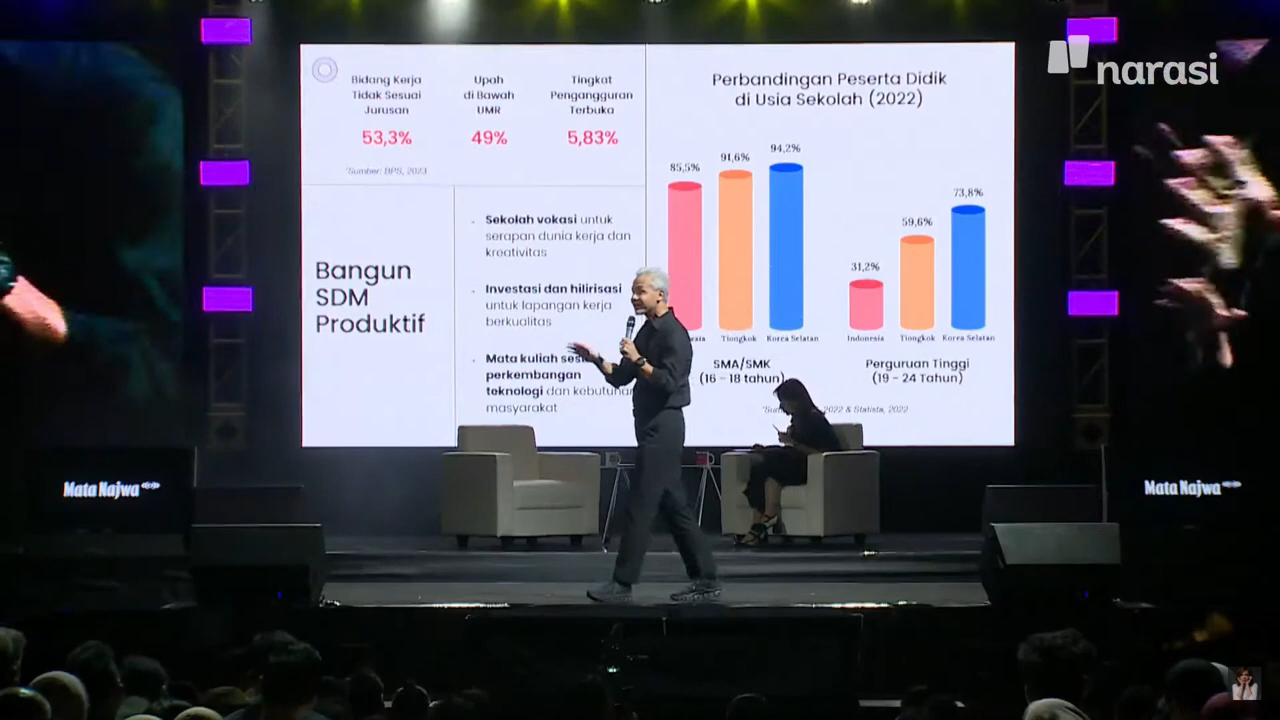 narasi
Bidang Kerja
Tidak Sesuai
Jurusan
53,3%
Upah
di Bawah
UMR
49%
Tingkat
Pengangguran
Terbuka
5,83%
*Sumber: BPS, 2023
Bangun
SDM
Produktif
Sekolah vokasi untuk
serapan dunia kerja dan
kreativitas
Investasi dan hilirisasi
untuk lapangan kerja
berkualitas
Mata kuliah
perkembangan
teknologi dan
masyarakat
Perbandingan Peserta Didik
di Usia Sekolah (2022)
85,5%
91,6%
94,2%
Tiongkok
Korea Selatan
SMA/SMK
(16 – 18 tahun)
31,2%
59,6%
73,8%
Indonesia
Tiongkok
Korea Selatan
Perguruan Tinggi
(19 – 24 Tahun)
2022 & Statista, 2022
Mata Najwa
Mata Najwa